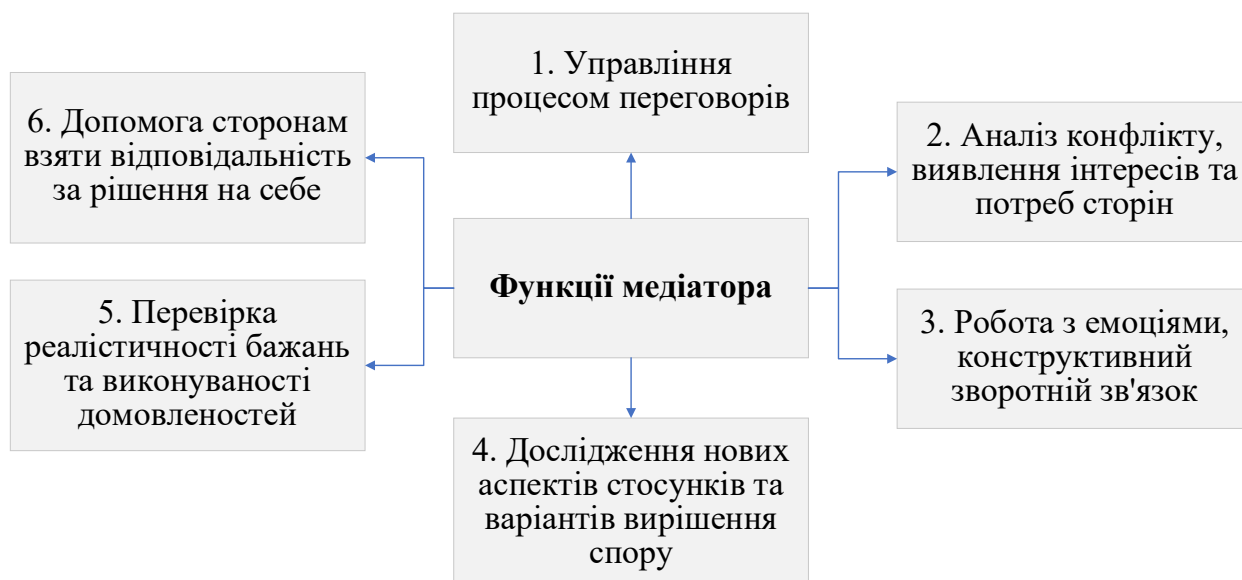 1. Управління
процесом переговорів
6. Допомога сторонам
взяти відповідальність
за рішення на себе
2. Аналіз конфлікту,
виявлення інтересів та
потреб сторін
Функції медіатора
5. Перевірка
реалістичності бажань
та виконуваності
домовленостей
3. Робота з емоціями,
конструктивний
зворотній зв'язок
4. Дослідження нових
аспектів стосунків та
варіантів вирішення
спору